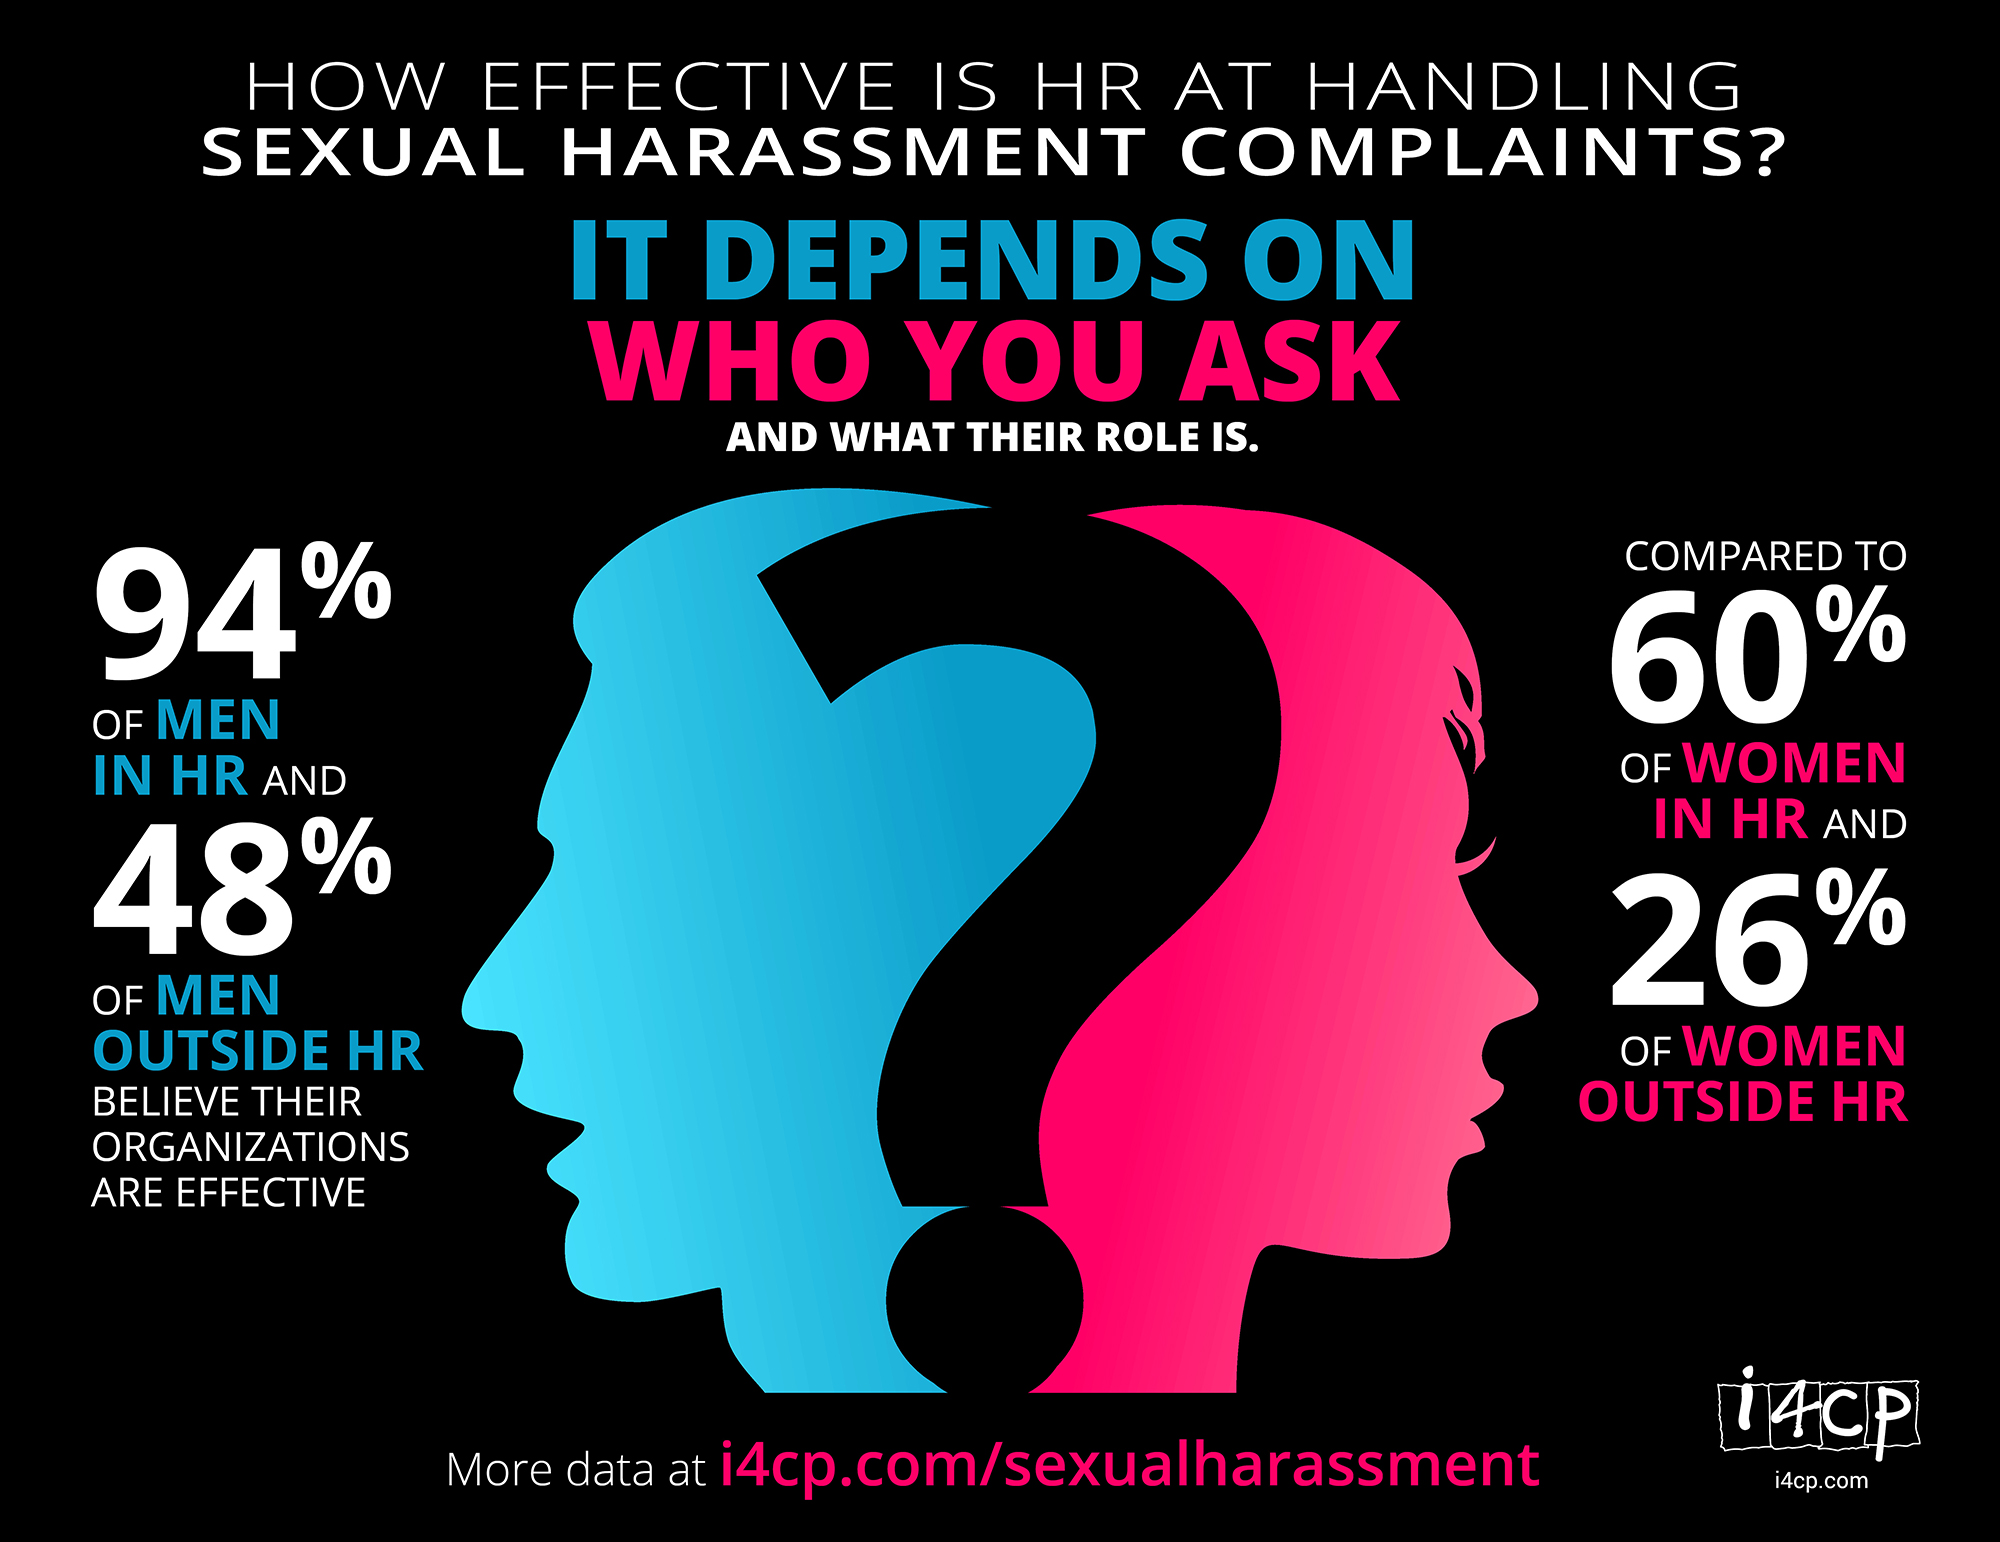 HOW EFFECTIVE IS HR AT HANDLING
SEXUAL HARASSMENT COMPLAINTS?
IT DEPENDS ON
WHO YOU ASK
AND WHAT THEIR ROLE IS.
94%
OF MEN
IN HR AND
48%
OF MEN
OUTSIDE HR
BELIEVE THEIR
ORGANIZATIONS
ARE EFFECTIVE
COMPARED TO
60%
OF WOMEN
IN HR AND
26%
OF WOMEN
OUTSIDE HR
More data at i4cp.com/sexualharassment
i4cp
i4cp.com